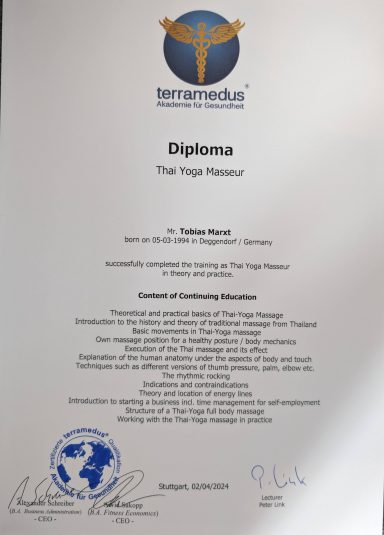 terramedus®
Akademie für Gesundheit
Diploma
Thai Yoga Masseur
Mr. Tobias Marxt
born on 05-03-1994 in Deggendorf / Germany
successfully completed the training as Thai Yoga Masseur
in theory and practice.
Content of Continuing Education
Theoretical and practical basics of Thai-Yoga Massage
Introduction to the history and theory of traditional massage from Thailand
Basic movements in Thai-Yoga massage
Own massage position for a healthy posture / body mechanics
Execution of the Thai massage and its effect
Explanation of the human anatomy under the aspects of body and touch
Techniques such as different versions of thumb pressure, palm, elbow etc.
The rhythmic rocking
Indications and contraindications
Theory and location of energy lines
Introduction to starting a business incl. time management for self-employment
Structure of a Thai-Yoga full body massage
Working with the Thai-Yoga massage in practice
Zertifizierte terramedus® Qualifikation
Akademie für Gesundheit
Stuttgart, 02/04/2024
P. Link
Lecturer
Peter Link
Alexander Schreiber
(B.A. Business Administration)
- CEO -
David Sukopp
(B.A. Fitness Economics)
- CEO -